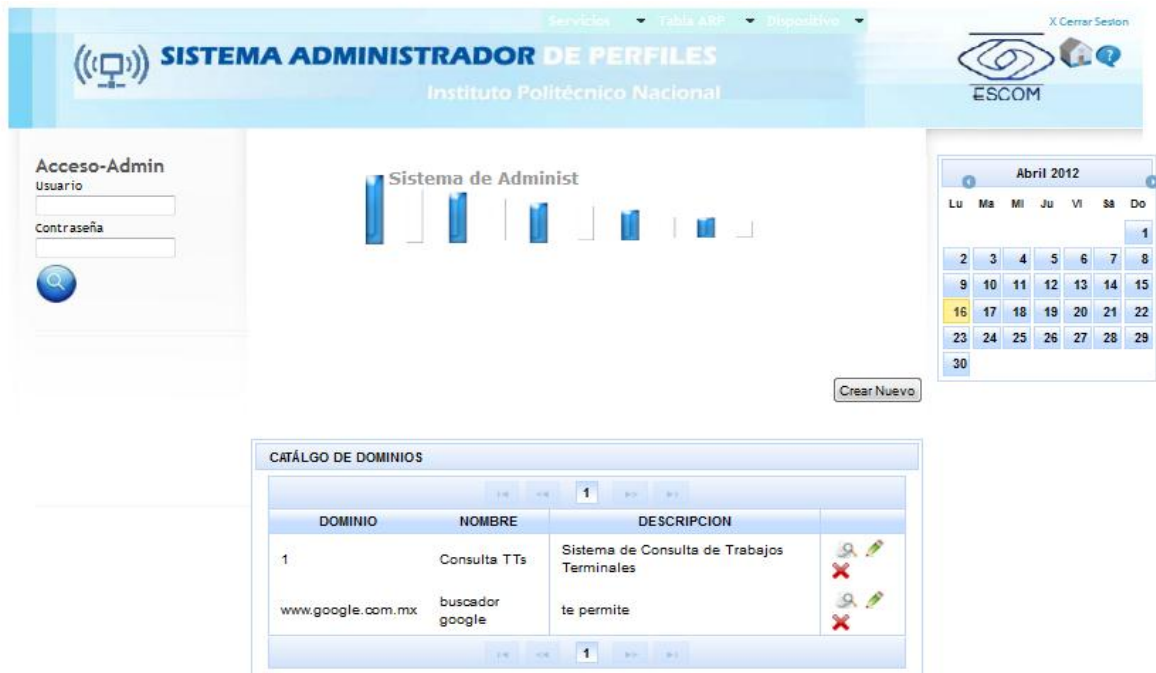 Servicios Tabla ARP Dispositivo
X Cerrar Sesion
SISTEMA ADMINISTRADOR DE PERFILES
Instituto Politécnico Nacional
ESCOM
Acceso-Admin
Usuario
Contraseña
Sistema de Administ
Abril 2012
Lu Ma Mi Ju Vi Sá Do
1
2 3 4 5 6 7 8
9 10 11 12 13 14 15
16 17 18 19 20 21 22
23 24 25 26 27 28 29
30
Crear Nuevo
CATÁLGO DE DOMINIOS
1
DOMINIO NOMBRE DESCRIPCION
1 Consulta TTs Sistema de Consulta de Trabajos
Terminales
www.google.com.mx buscador
google te permite
1